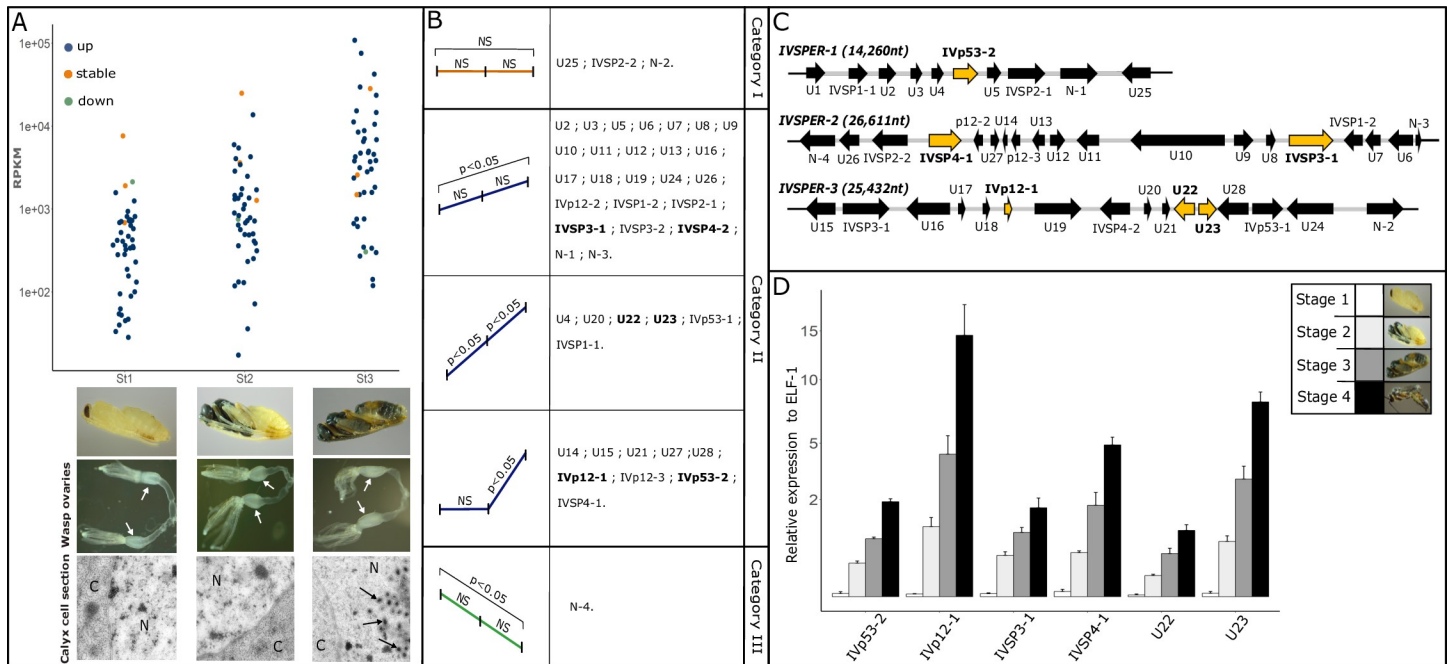 A
RPKM
1e+05
1e+04
1e+03
1e+02
up
stable
down
St1
St2
St3
Wasp ovaries
Calyx cell section
C
N
N
C
N
C
B
NS
NS
NS
U25 ; IVSP2-2 ; N-2.
Category I
p<0.05
NS
NS
U2 ; U3 ; U5 ; U6 ; U7 ; U8 ; U9
U10 ; U11 ; U12 ; U13 ; U16 ;
U17 ; U18 ; U19 ; U24 ; U26 ;
IVp12-2 ; IVSP1-2 ; IVSP2-1 ;
IVSP3-1 ; IVSP3-2 ; IVSP4-2 ;
N-1 ; N-3.
p<0.05
p<0.05
U4 ; U20 ; U22 ; U23 ; IVp53-1 ;
IVSP1-1.
Category II
NS
p<0.05
U14 ; U15 ; U21 ; U27 ;U28 ;
IVp12-1 ; IVp12-3 ; IVp53-2 ;
IVSP4-1.
p<0.05
NS
NS
N-4.
Category III
C
IVSPER-1 (14,260nt)
IVp53-2
U1
IVSP1-1
U2
U3
U4
U5
IVSP2-1
N-1
U25
IVSPER-2 (26,611nt)
p12-2
U14
U13
IVSP1-2
N-3
N-4
U26
IVSP2-2
IVSP4-1
U27
p12-3
U12
U11
U10
U9
U8
IVSP3-1
U7
U6
IVSPER-3 (25,432nt)
U17
IVp12-1
U20
U22
U28
U15
IVSP3-1
U16
U18
U19
IVSP4-2
U21
U23
IVp53-1
U24
N-2
D
Relative expression to ELF-1
15
10
5
2
IVp53-2
IVp12-1
IVSP3-1
IVSP4-1
U22
U23
Stage 1
Stage 2
Stage 3
Stage 4